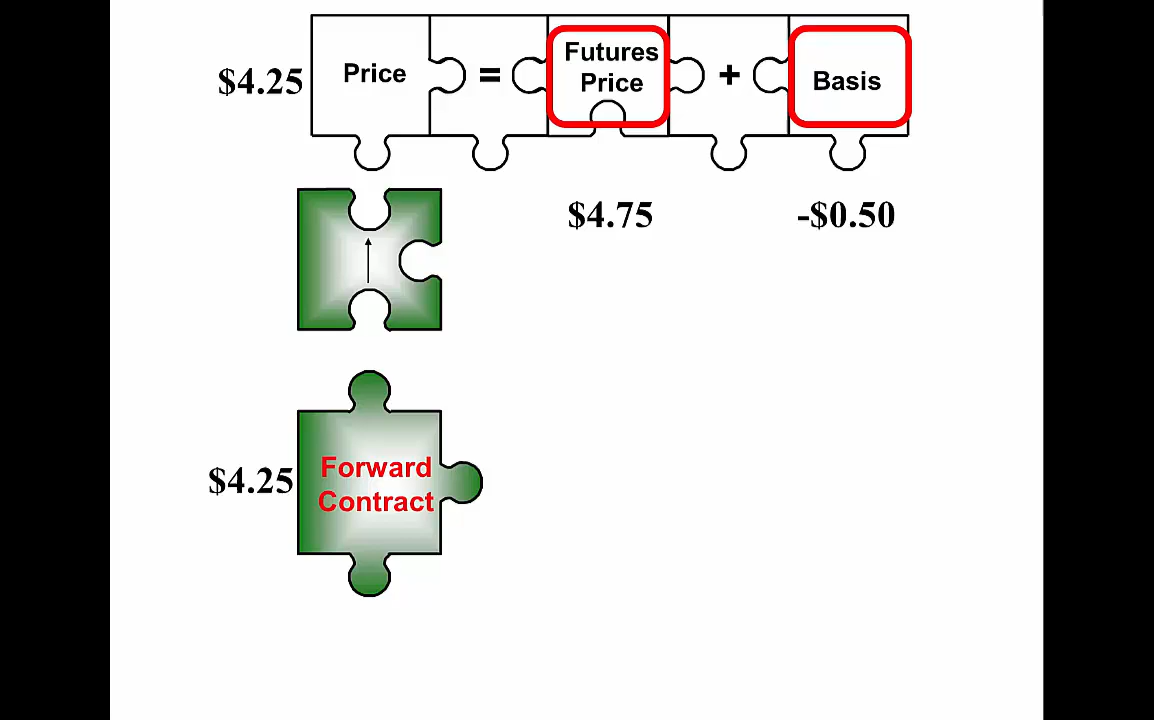 $4.25 Price = Futures Price + Basis
$4.75 -$0.50
$4.25 Forward
Contract